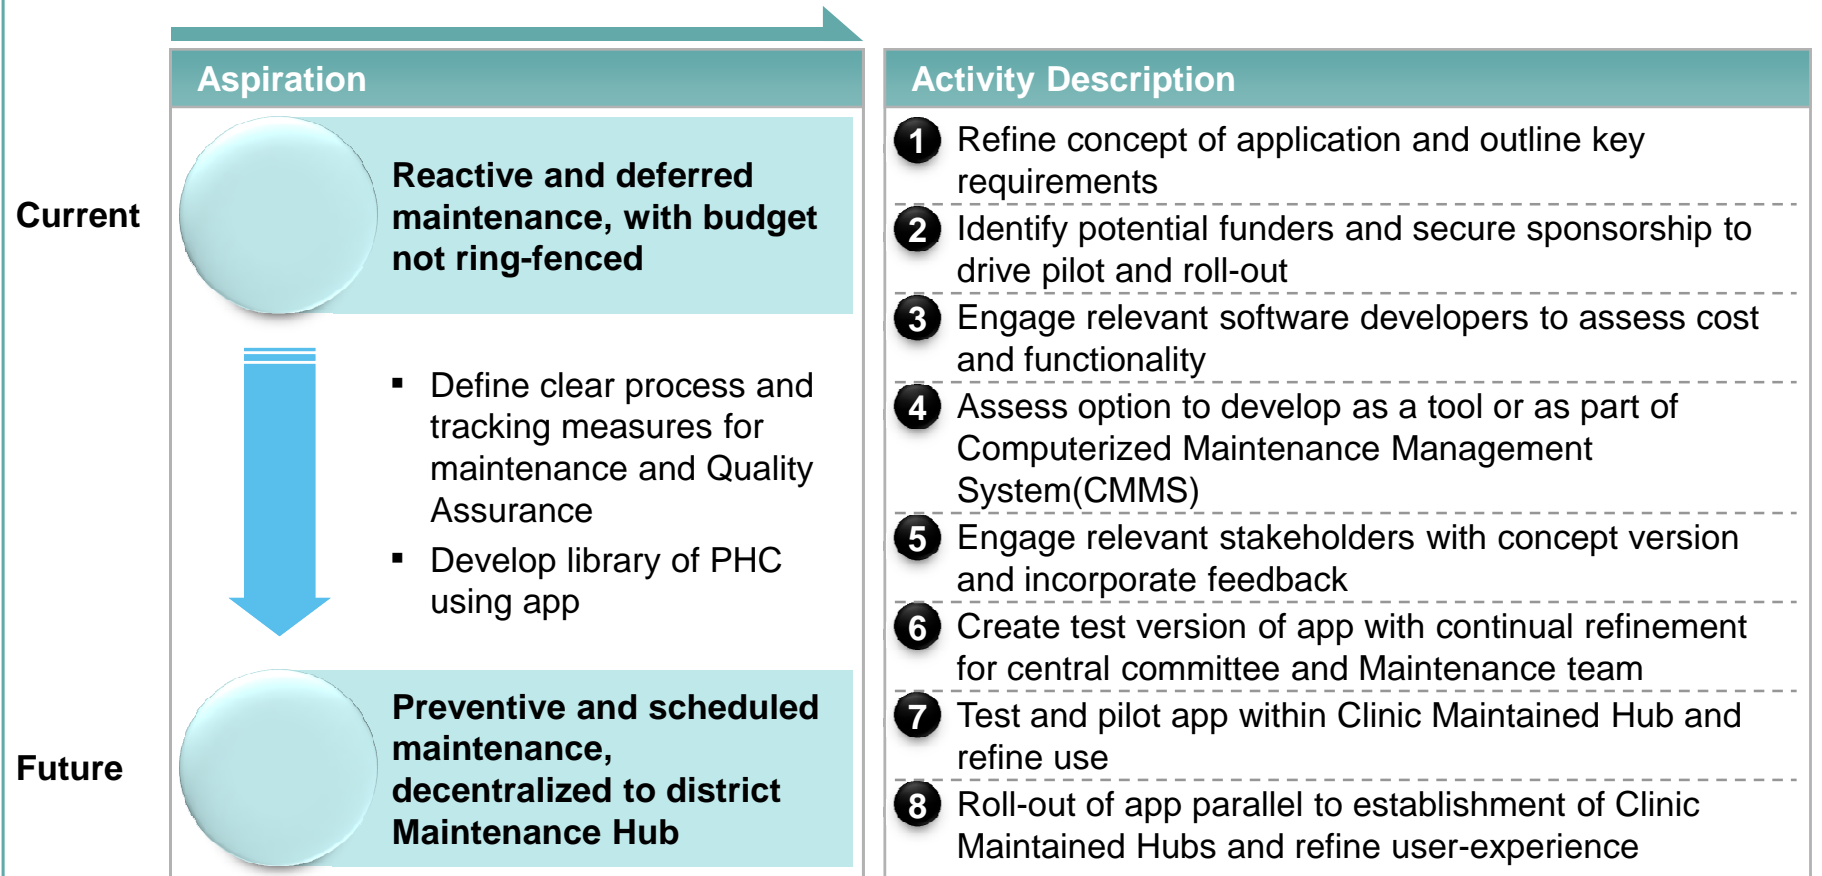 Aspiration
Current
Reactive and deferred
maintenance, with budget
not ring-fenced
▪ Define clear process and
tracking measures for
maintenance and Quality
Assurance
▪ Develop library of PHC
using app
Future
Preventive and scheduled
maintenance,
decentralized to district
Maintenance Hub
Activity Description
1 Refine concept of application and outline key
requirements
2 Identify potential funders and secure sponsorship to
drive pilot and roll-out
3 Engage relevant software developers to assess cost
and functionality
4 Assess option to develop as a tool or as part of
Computerized Maintenance Management
System(CMMS)
5 Engage relevant stakeholders with concept version
and incorporate feedback
6 Create test version of app with continual refinement
for central committee and Maintenance team
7 Test and pilot app within Clinic Maintained Hub and
refine use
8 Roll-out of app parallel to establishment of Clinic
Maintained Hubs and refine user-experience